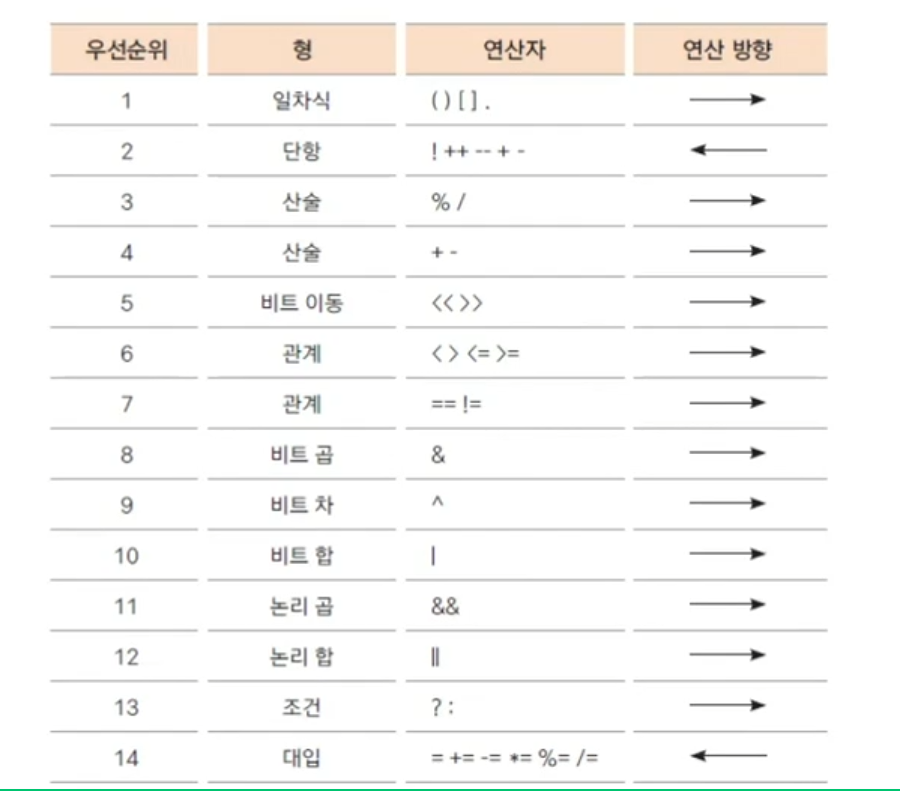 우선순위 형 연산자 연산 방향
1 일차식 ( ) [ ] .
2 단항 ! ++ -- + -
3 산술 % /
4 산술 + -
5 비트 이동 << >>
6 관계 < > <= >=
7 관계 == !=
8 비트 곱 &
9 비트 차 ^
10 비트 합 |
11 논리 곱 &&
12 논리 합 ||
13 조건 ? :
14 대입 = += -= *= %= /=